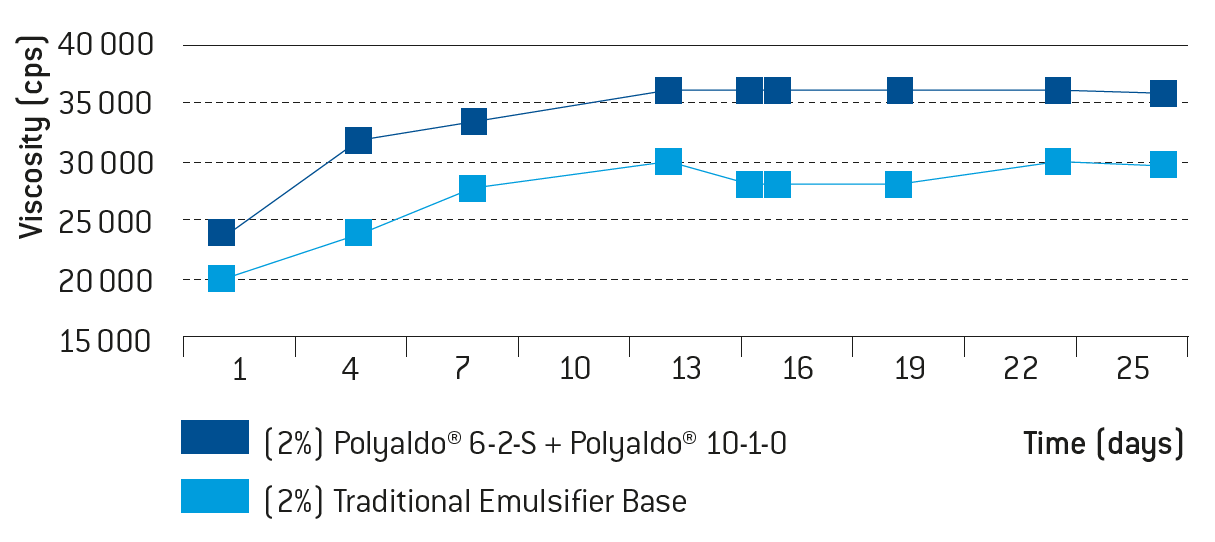 Viscosity (cps)
40 000
35 000
30 000
25 000
20 000
15 000
1 4 7 10 13 16 19 22 25
(2%) Polyaldo® 6-2-S + Polyaldo® 10-1-0
Time (days)
(2%) Traditional Emulsifier Base